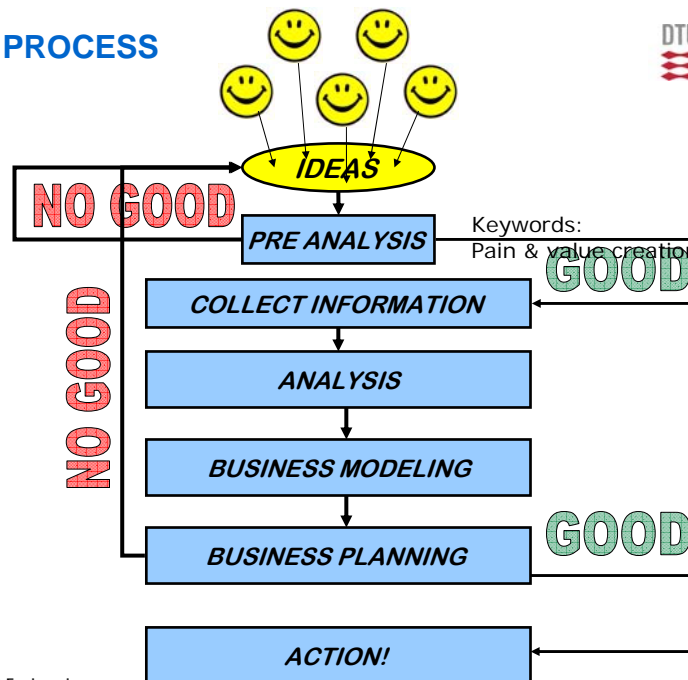 PROCESS
DTU
IDEAS
NO GOOD
PRE ANALYSIS
Keywords:
Pain & value creation
GOOD
COLLECT INFORMATION
NO GOOD
ANALYSIS
BUSINESS MODELING
BUSINESS PLANNING
GOOD
ACTION!